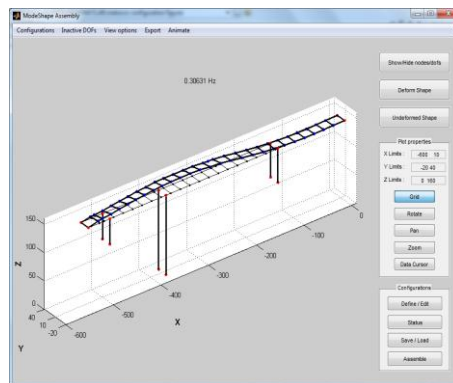 ModeShape Assembly
Configurations Inactive DOFs View options Export Animate
0.30631 Hz
150
100
50
0
40
10
-20
-600
-500
-400
-300
-200
-100
0
Z
Y
X
Show/Hide nodes/dofs
Deform Shape
Undeformed Shape
Plot properties
X Limits : -600 10
Y Limits : -20 40
Z Limits : 0 160
Grid
Rotate
Pan
Zoom
Data Cursor
Configurations
Define / Edit
Status
Save / Load
Assemble